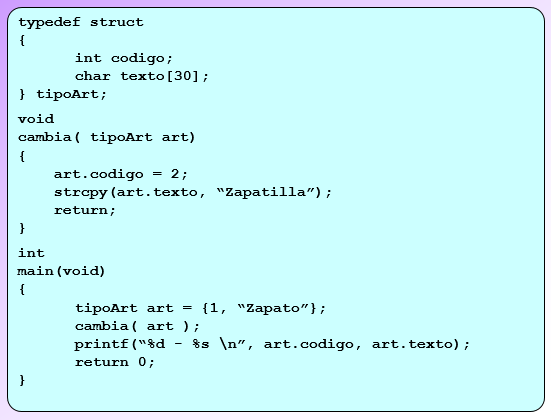 typedef struct
{
int codigo;
char texto[30];
} tipoArt;
void
cambia( tipoArt art)
{
art.codigo = 2;
strcpy(art.texto, “Zapatilla”);
return;
}
int
main(void)
{
tipoArt art = {1, “Zapato”};
cambia( art );
printf(“%d - %s \n”, art.codigo, art.texto);
return 0;
}